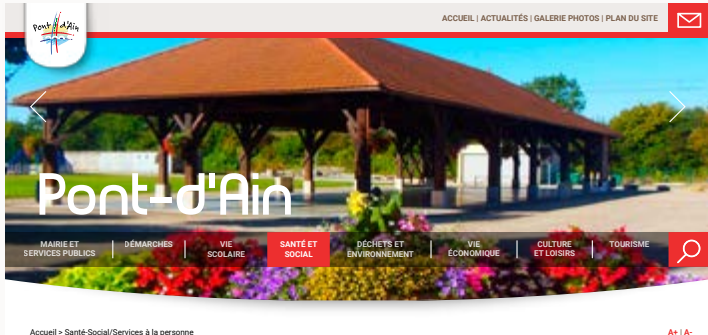 Pont d'Ain
ACCUEIL | ACTUALITÉS | GALERIE PHOTOS | PLAN DU SITE
Pont-d'Ain
MAIRIE ET
SERVICES PUBLICS
DÉMARCHES
VIE
SCOLAIRE
SANTÉ ET
SOCIAL
DÉCHETS ET
ENVIRONNEMENT
VIE
ÉCONOMIQUE
CULTURE
ET LOISIRS
TOURISME
Accueil > Santé-Social/Services à la personne
A+ | A-